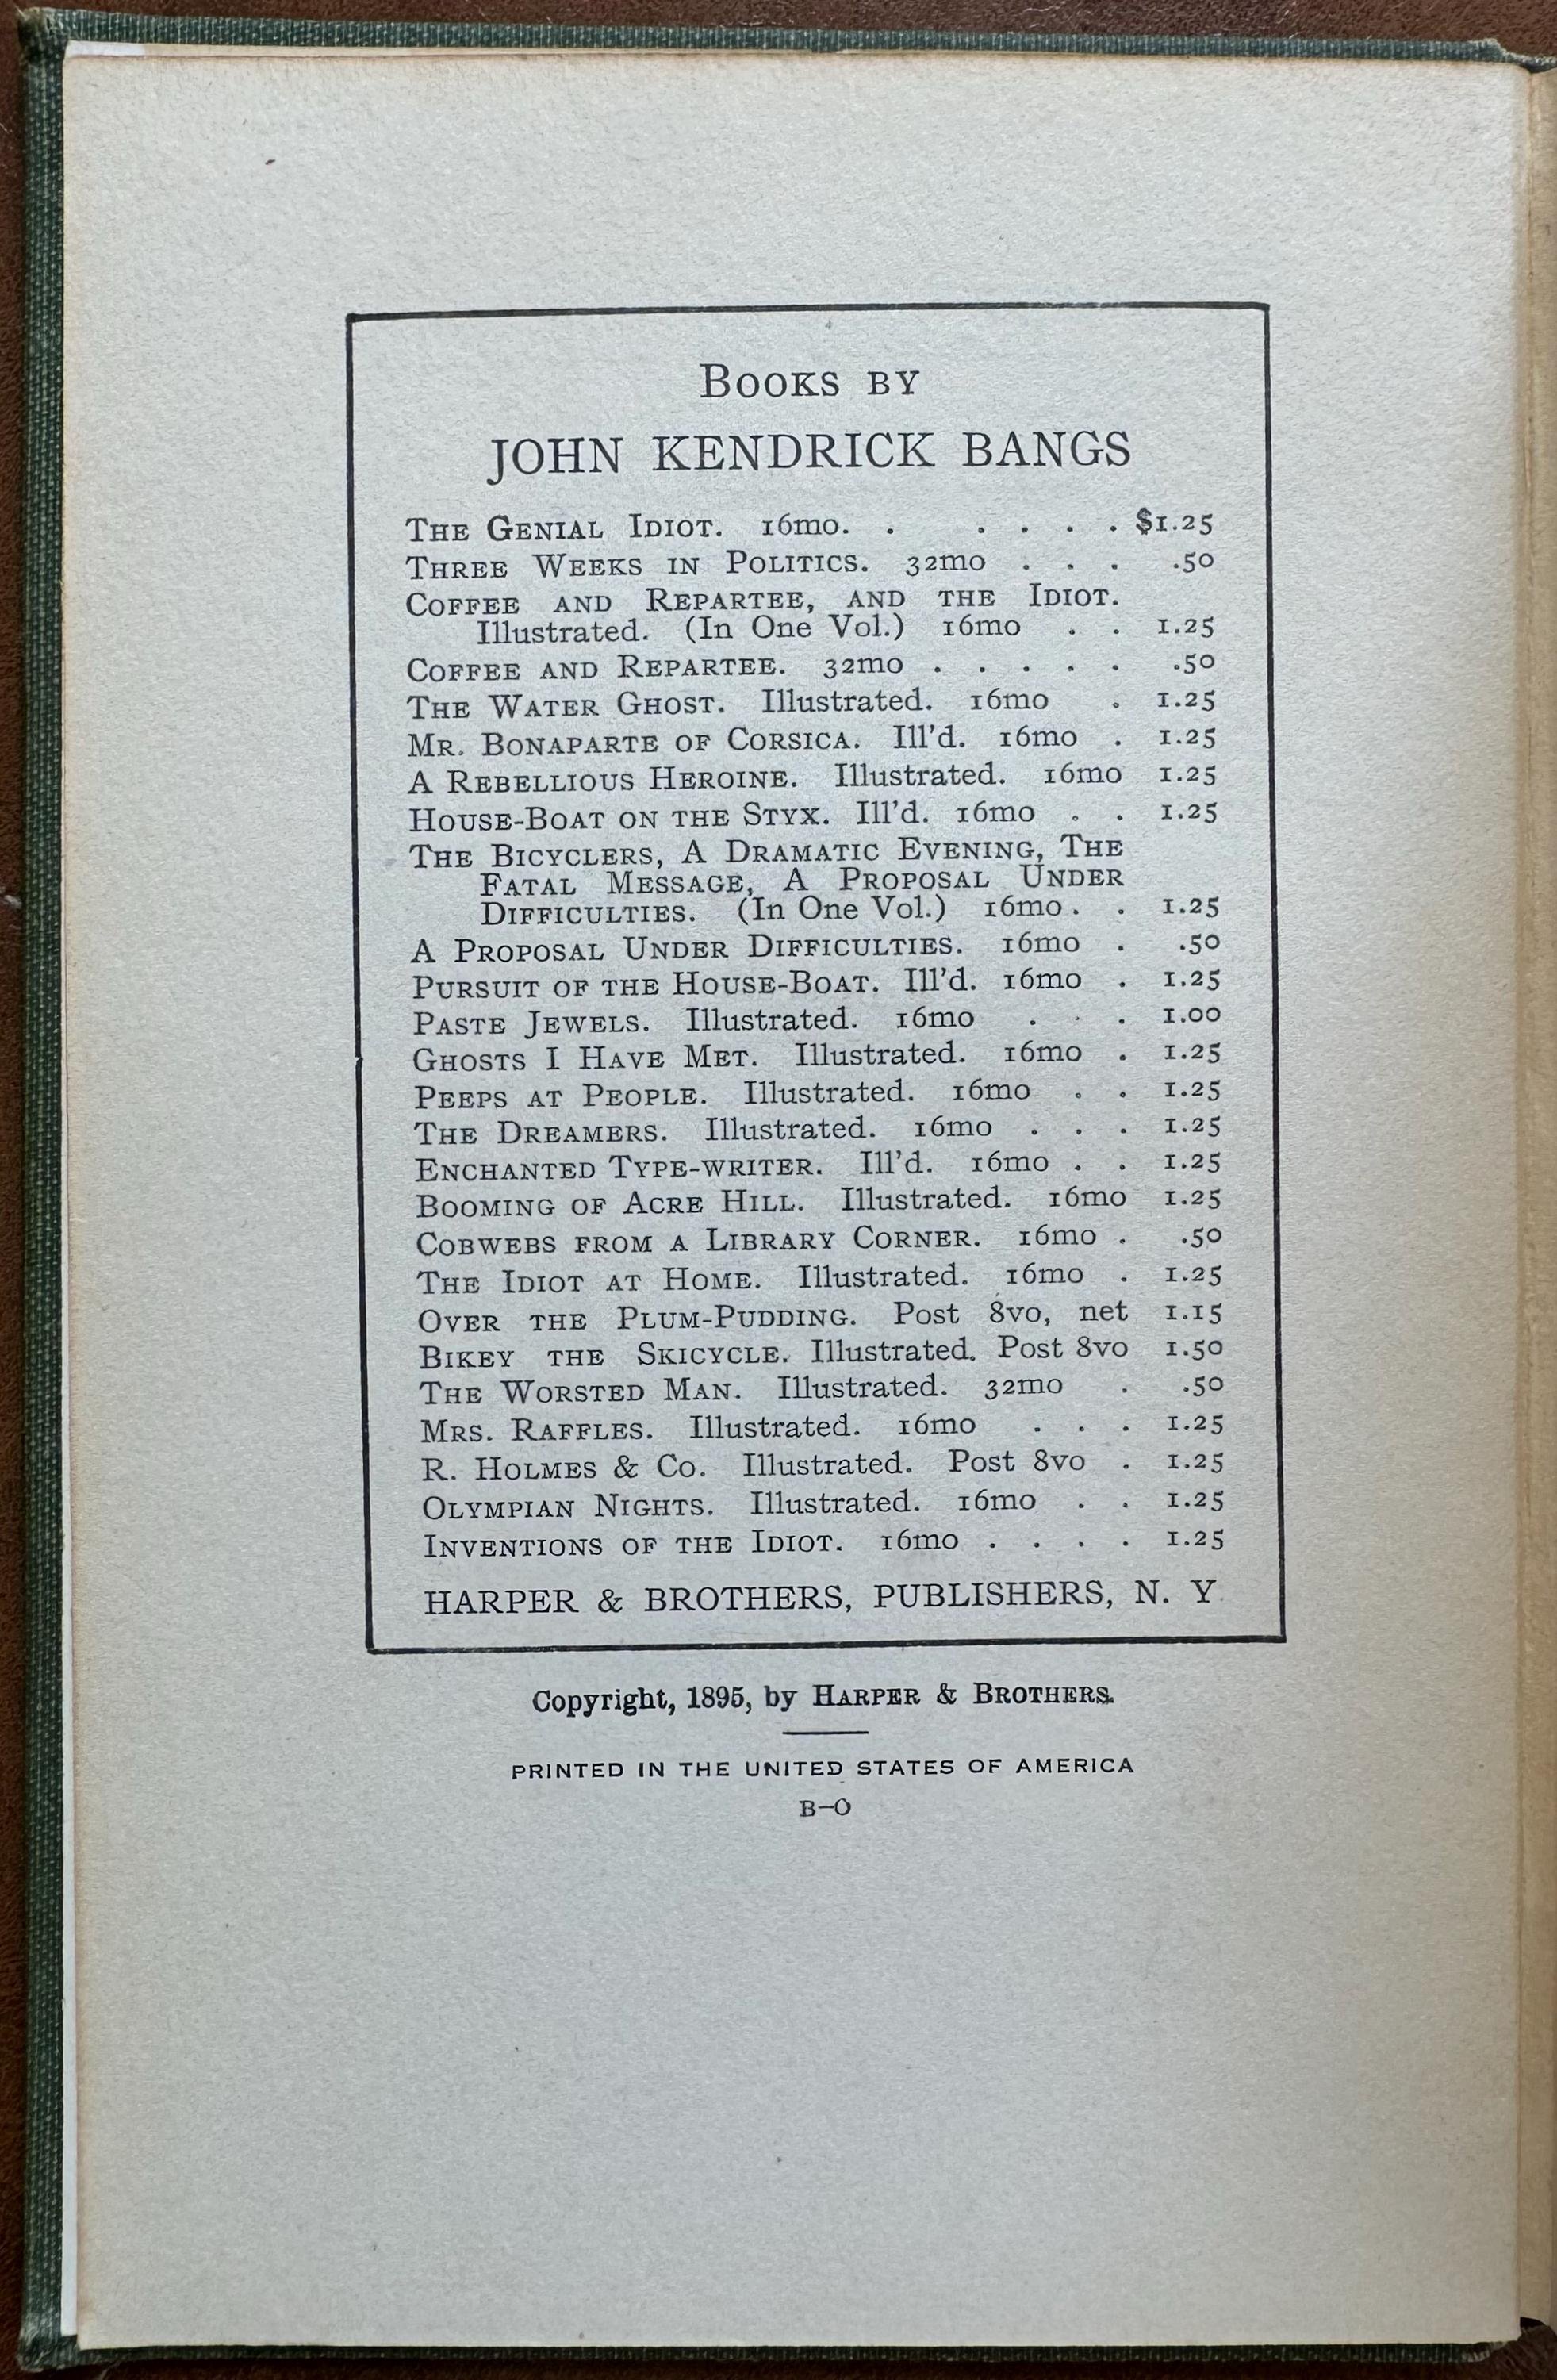 BOOKS BY
JOHN KENDRICK BANGS
THE GENIAL IDIOT. 16mo. . . . . . $1.25
THREE WEEKS IN POLITICS. 32mo . . . .50
COFFEE AND REPARTEE, AND THE IDIOT.
Illustrated. (In One Vol.) 16mo . . 1.25
COFFEE AND REPARTEE. 32mo . . . . . .50
THE WATER GHOST. Illustrated. 16mo . 1.25
MR. BONAPARTE OF CORSICA. Ill'd. 16mo . 1.25
A REBELLIOUS HEROINE. Illustrated. 16mo 1.25
HOUSE-BOAT ON THE STYX. Ill'd. 16mo . . 1.25
THE BICYCLERS, A DRAMATIC EVENING, THE
FATAL MESSAGE, A PROPOSAL UNDER
DIFFICULTIES. (In One Vol.) 16mo . . 1.25
A PROPOSAL UNDER DIFFICULTIES. 16mo . .50
PURSUIT OF THE HOUSE-BOAT. Ill'd. 16mo . 1.25
PASTE JEWELS. Illustrated. 16mo . . . 1.00
GHOSTS I HAVE MET. Illustrated. 16mo . 1.25
PEEPS AT PEOPLE. Illustrated. 16mo . . 1.25
THE DREAMERS. Illustrated. 16mo . . . 1.25
ENCHANTED TYPE-WRITER. Ill'd. 16mo . . 1.25
BOOMING OF ACRE HILL. Illustrated. 16mo 1.25
COBWEBS FROM A LIBRARY CORNER. 16mo . .50
THE IDIOT AT HOME. Illustrated. 16mo . 1.25
OVER THE PLUM-PUDDING. Post 8vo, net 1.15
BIKEY THE SKICYCLE. Illustrated. Post 8vo 1.50
THE WORSTED MAN. Illustrated. 32mo . .50
MRS. RAFFLES. Illustrated. 16mo . . . 1.25
R. HOLMES & CO. Illustrated. Post 8vo . 1.25
OLYMPIAN NIGHTS. Illustrated. 16mo . . 1.25
INVENTIONS OF THE IDIOT. 16mo . . . . 1.25
HARPER & BROTHERS, PUBLISHERS, N. Y.
Copyright, 1895, by HARPER & BROTHERS.
PRINTED IN THE UNITED STATES OF AMERICA
B–O